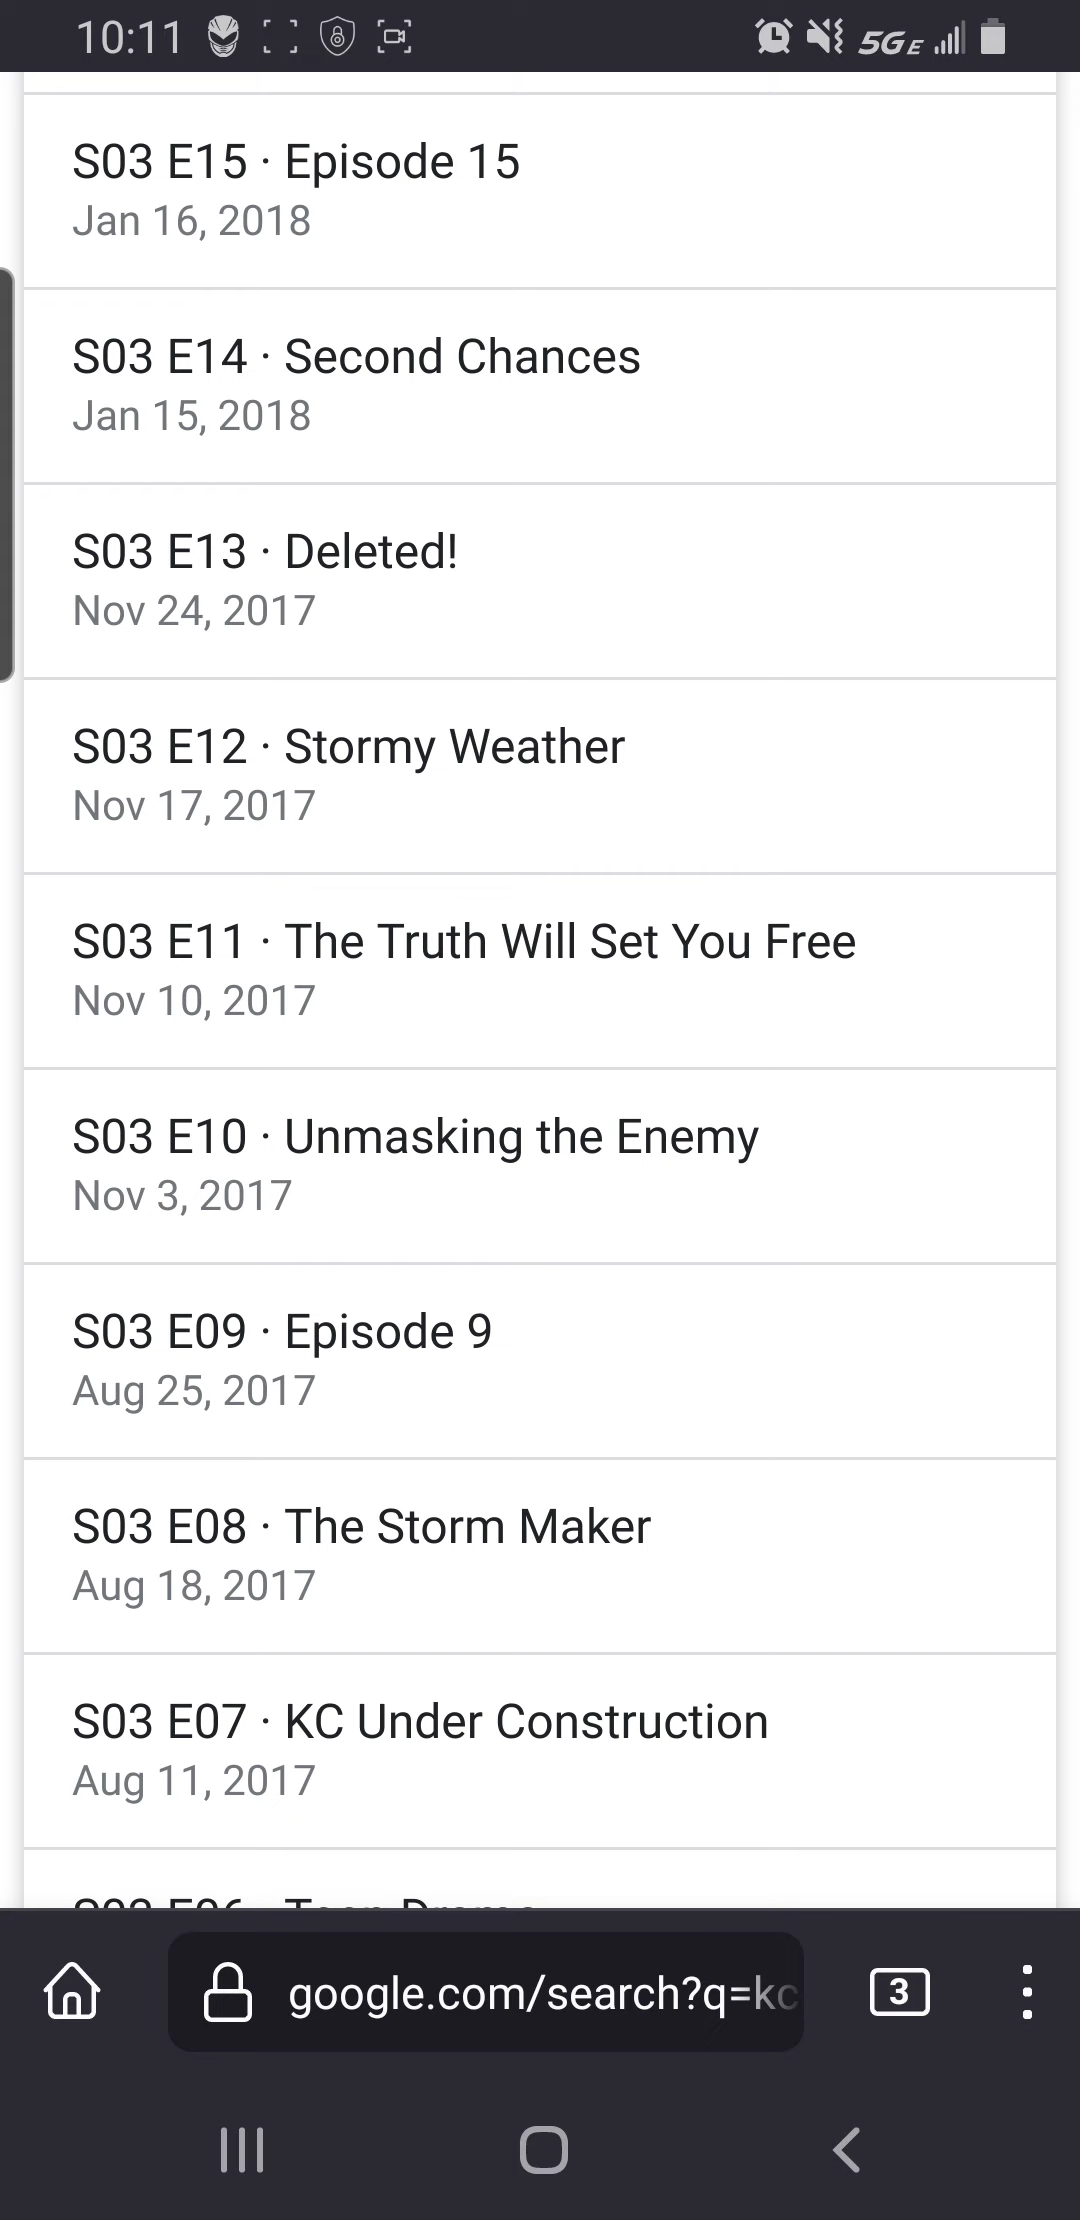 10:11 5GE
S03 E15 · Episode 15
Jan 16, 2018
S03 E14 · Second Chances
Jan 15, 2018
S03 E13 · Deleted!
Nov 24, 2017
S03 E12 · Stormy Weather
Nov 17, 2017
S03 E11 · The Truth Will Set You Free
Nov 10, 2017
S03 E10 · Unmasking the Enemy
Nov 3, 2017
S03 E09 · Episode 9
Aug 25, 2017
S03 E08 · The Storm Maker
Aug 18, 2017
S03 E07 · KC Under Construction
Aug 11, 2017
S03 E06 · Teen Drama
google.com/search?q=kc
3